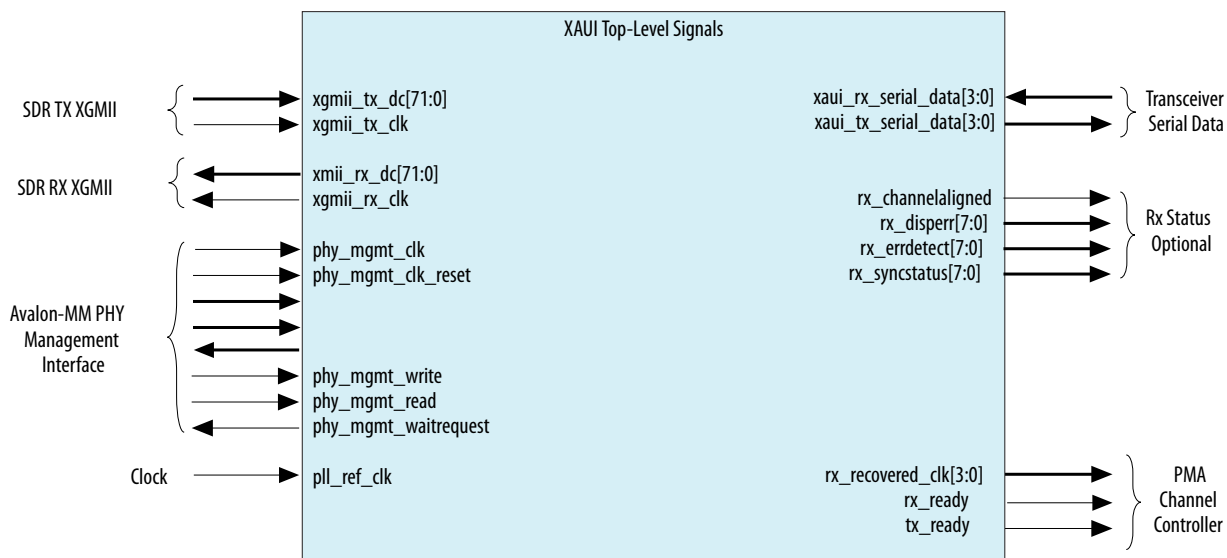 XAUI Top-Level Signals
SDR TX XGMII
xgmii_tx_dc[71:0]
xgmii_tx_clk
SDR RX XGMII
xmii_rx_dc[71:0]
xgmii_rx_clk
Avalon-MM PHY
Management
Interface
phy_mgmt_clk
phy_mgmt_clk_reset
phy_mgmt_write
phy_mgmt_read
phy_mgmt_waitrequest
Clock
pll_ref_clk
xaui_rx_serial_data[3:0]
xaui_tx_serial_data[3:0]
Transceiver
Serial Data
rx_channelaligned
rx_disperr[7:0]
rx_errdetect[7:0]
rx_syncstatus[7:0]
Rx Status
Optional
rx_recovered_clk[3:0]
rx_ready
tx_ready
PMA
Channel
Controller